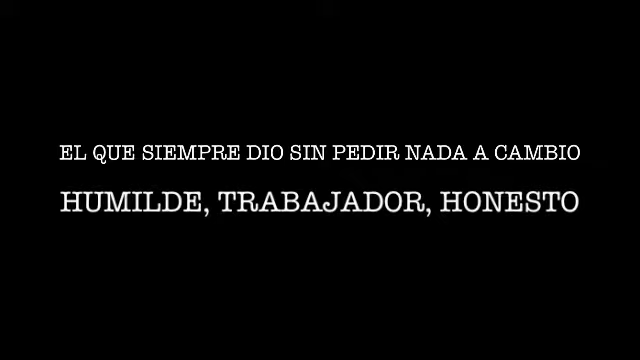 EL QUE SIEMPRE DIO SIN PEDIR NADA A CAMBIO
HUMILDE, TRABAJADOR, HONESTO